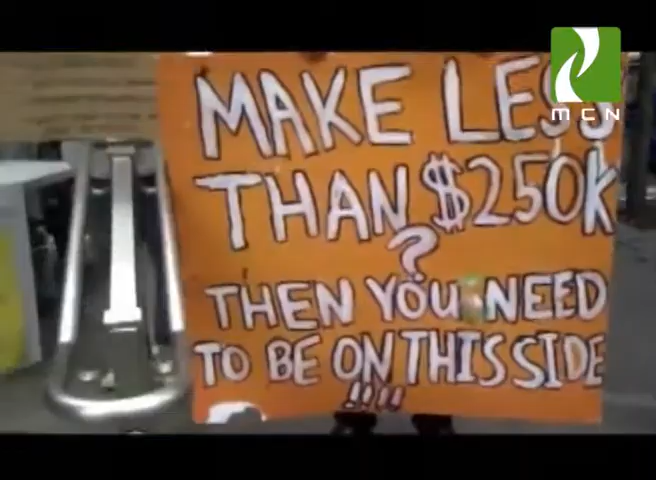 MCN
MAKE LESS
THAN $250K
?
THEN YOU NEED
TO BE ON THIS SIDE
!!!!